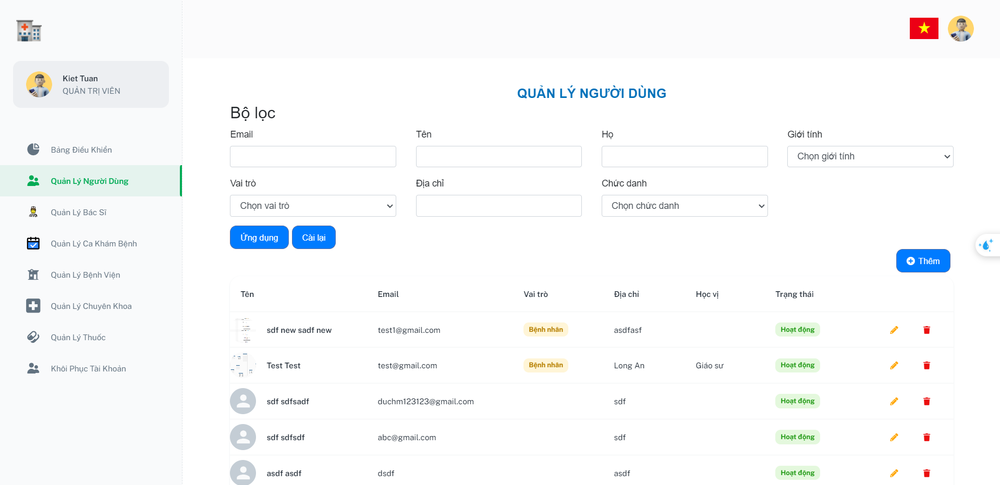 Kiet Tuan
QUẢN TRỊ VIÊN
Bảng Điều Khiển
Quản Lý Người Dùng
Quản Lý Bác Sĩ
Quản Lý Ca Khám Bệnh
Quản Lý Bệnh Viện
Quản Lý Chuyên Khoa
Quản Lý Thuốc
Khôi Phục Tài Khoản
QUẢN LÝ NGƯỜI DÙNG
Bộ lọc
Email Tên Họ Giới tính
Chọn giới tính
Vai trò Địa chỉ Chức danh
Chọn vai trò Chọn chức danh
Ứng dụng Cài lại
Thêm
Tên Email Vai trò Địa chỉ Học vị Trạng thái
sdf new sadf new test1@gmail.com Bệnh nhân asdfasf Hoạt động
Test Test test@gmail.com Bệnh nhân Long An Giáo sư Hoạt động
sdf sdfsadf duchm123123@gmail.com sdf Hoạt động
sdf sdfsdf abc@gmail.com sdf Hoạt động
asdf asdf dsdf asdf Hoạt động